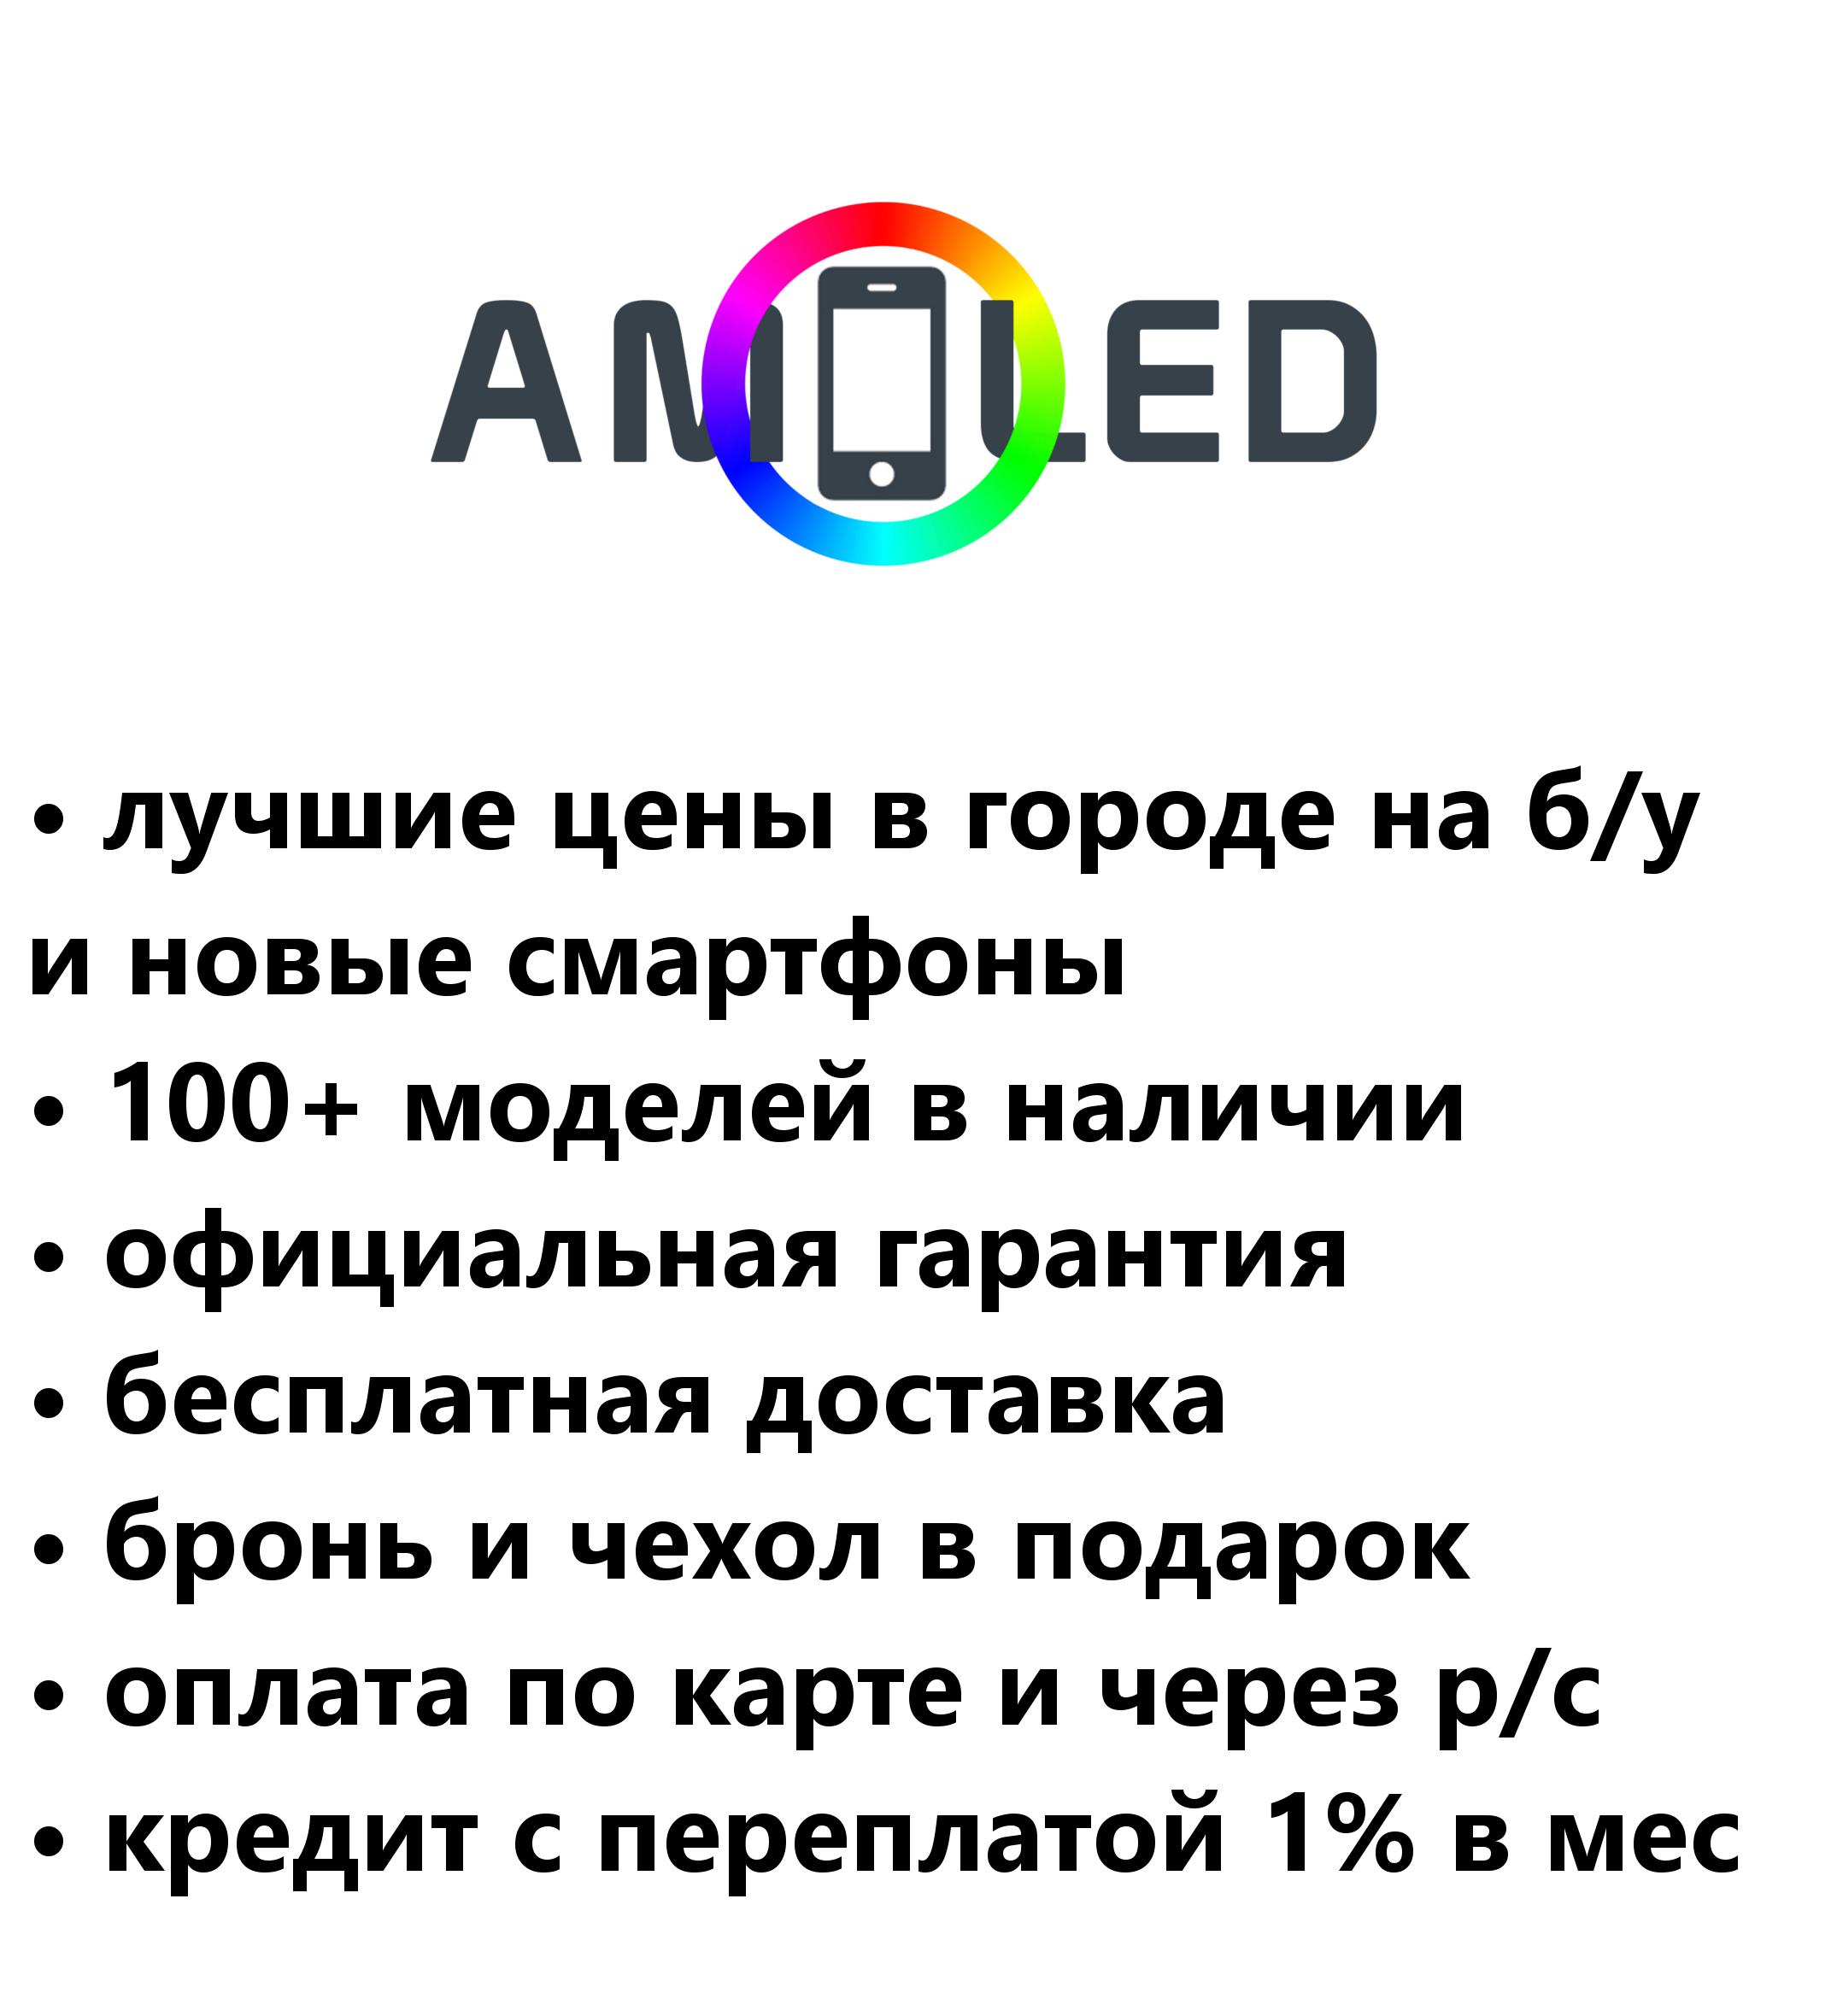 AMOLED
• лучшие цены в городе на б/у
и новые смартфоны
• 100+ моделей в наличии
• официальная гарантия
• бесплатная доставка
• бронь и чехол в подарок
• оплата по карте и через р/с
• кредит с переплатой 1% в мес